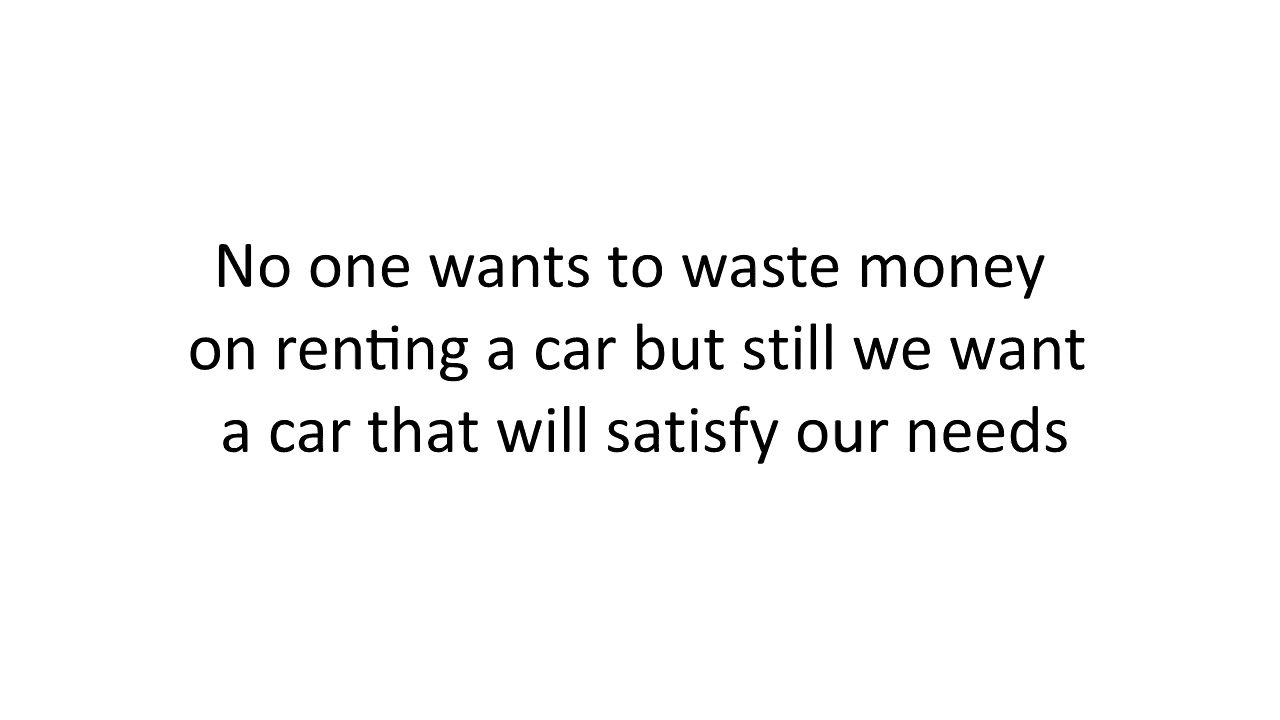 No one wants to waste money
on renting a car but still we want
a car that will satisfy our needs